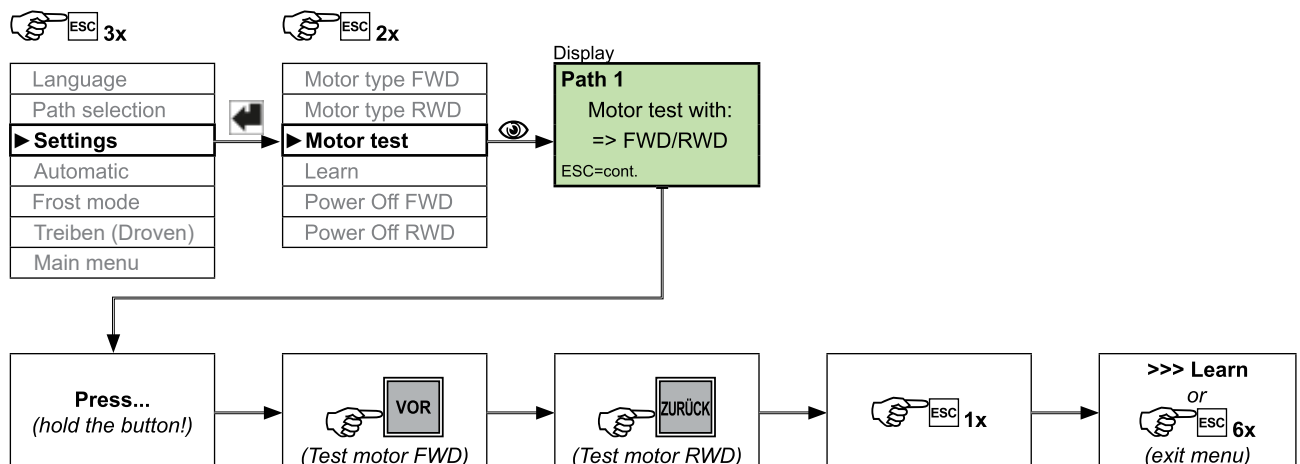 ESC 3x
Language
Path selection
Settings
Automatic
Frost mode
Treiben (Droven)
Main menu
ESC 2x
Motor type FWD
Motor type RWD
Motor test
Learn
Power Off FWD
Power Off RWD
Display
Path 1
Motor test with:
=> FWD/RWD
ESC=cont.
Press...
(hold the button!)
VOR
(Test motor FWD)
ZURÜCK
(Test motor RWD)
ESC 1x
>>> Learn
or
ESC 6x
(exit menu)